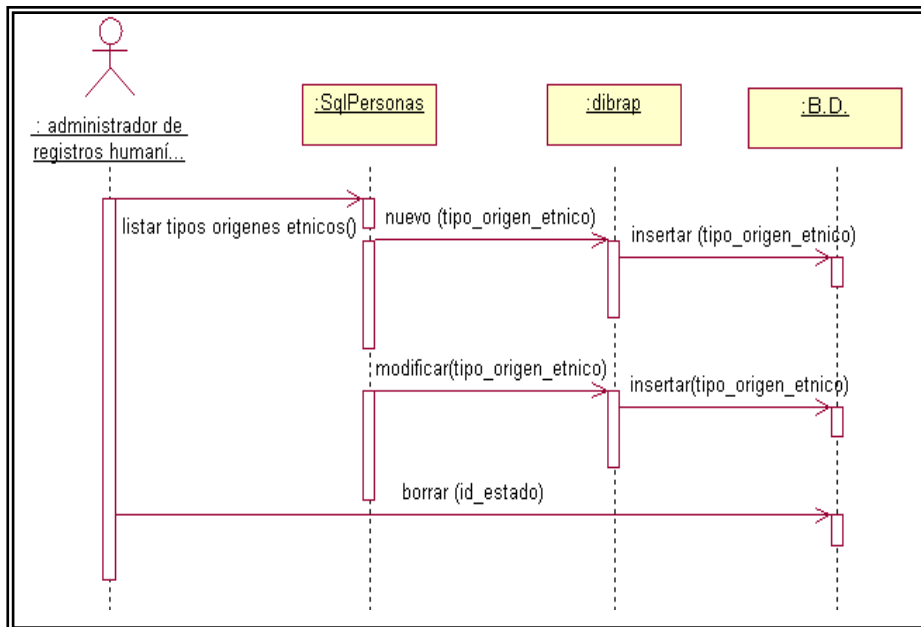 :SqlPersonas
:dibrap
:B.D.
: administrador de
registros humaní...
listar tipos origenes etnicos()
nuevo (tipo_origen_etnico)
insertar (tipo_origen_etnico)
modificar(tipo_origen_etnico)
insertar(tipo_origen_etnico)
borrar (id_estado)